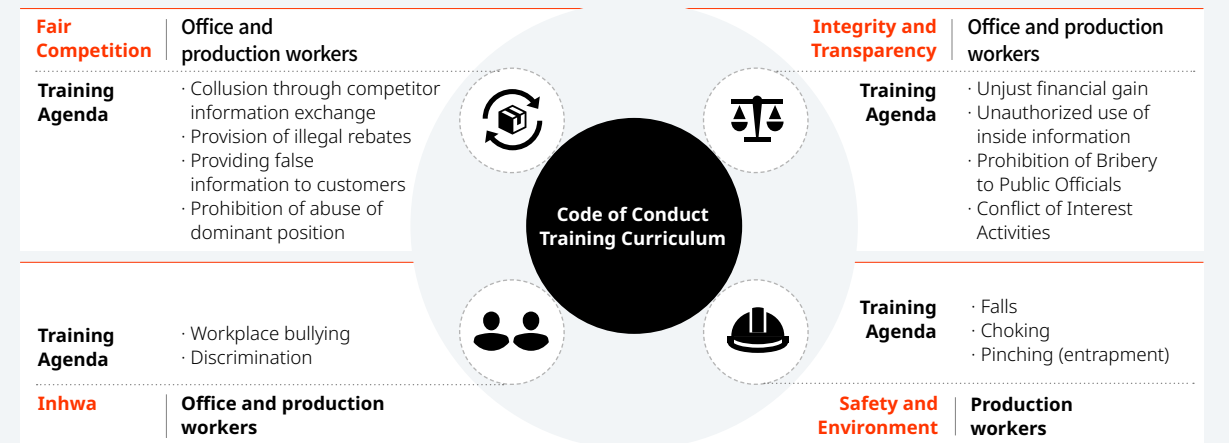 Fair
Competition
Office and
production workers
Training
Agenda
· Collusion through competitor
information exchange
· Provision of illegal rebates
· Providing false
information to customers
· Prohibition of abuse of
dominant position
Integrity and
Transparency
Office and production
workers
Training
Agenda
· Unjust financial gain
· Unauthorized use of
inside information
· Prohibition of Bribery
to Public Officials
· Conflict of Interest
Activities
Code of Conduct
Training Curriculum
Training
Agenda
· Workplace bullying
· Discrimination
Inhwa
Office and production
workers
Training
Agenda
· Falls
· Choking
· Pinching (entrapment)
Safety and
Environment
Production
workers